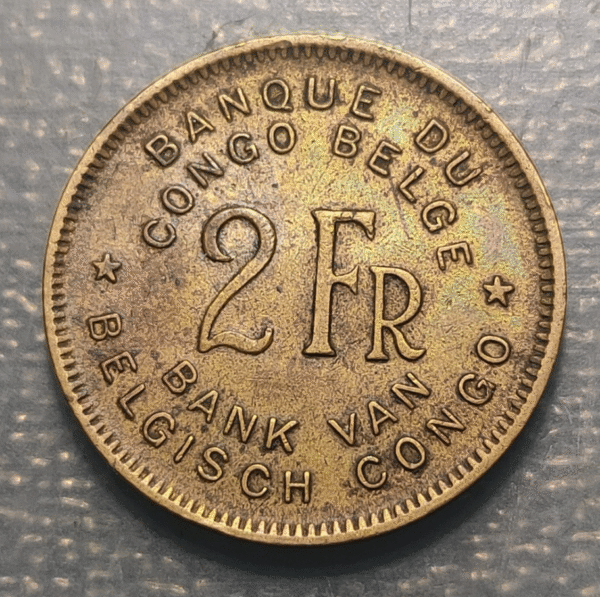 BANQUE DU
CONGO BELGE
2 FR
BANK VAN
BELGISCH CONGO